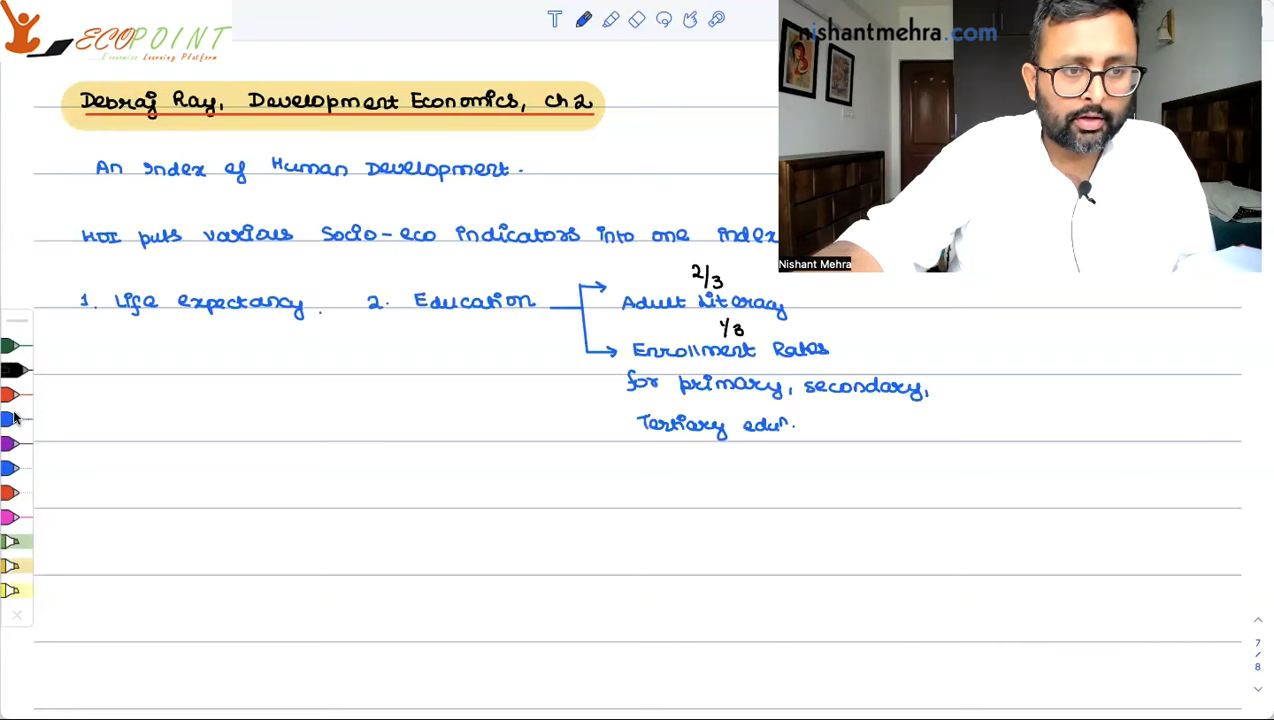 ECOPOINT
Economics Learning Platform
nishantmehra.com
Debraj Ray, Development Economics, Ch 2
An Index of Human Development.
HDI puts various Socio-eco indicators into one index
2/3
1. Life expectancy. 2. Education Adult Literacy
1/3
Enrollment Rates
for primary, secondary,
Tertiary eduⁿ.
Nishant Mehra
7
/
8